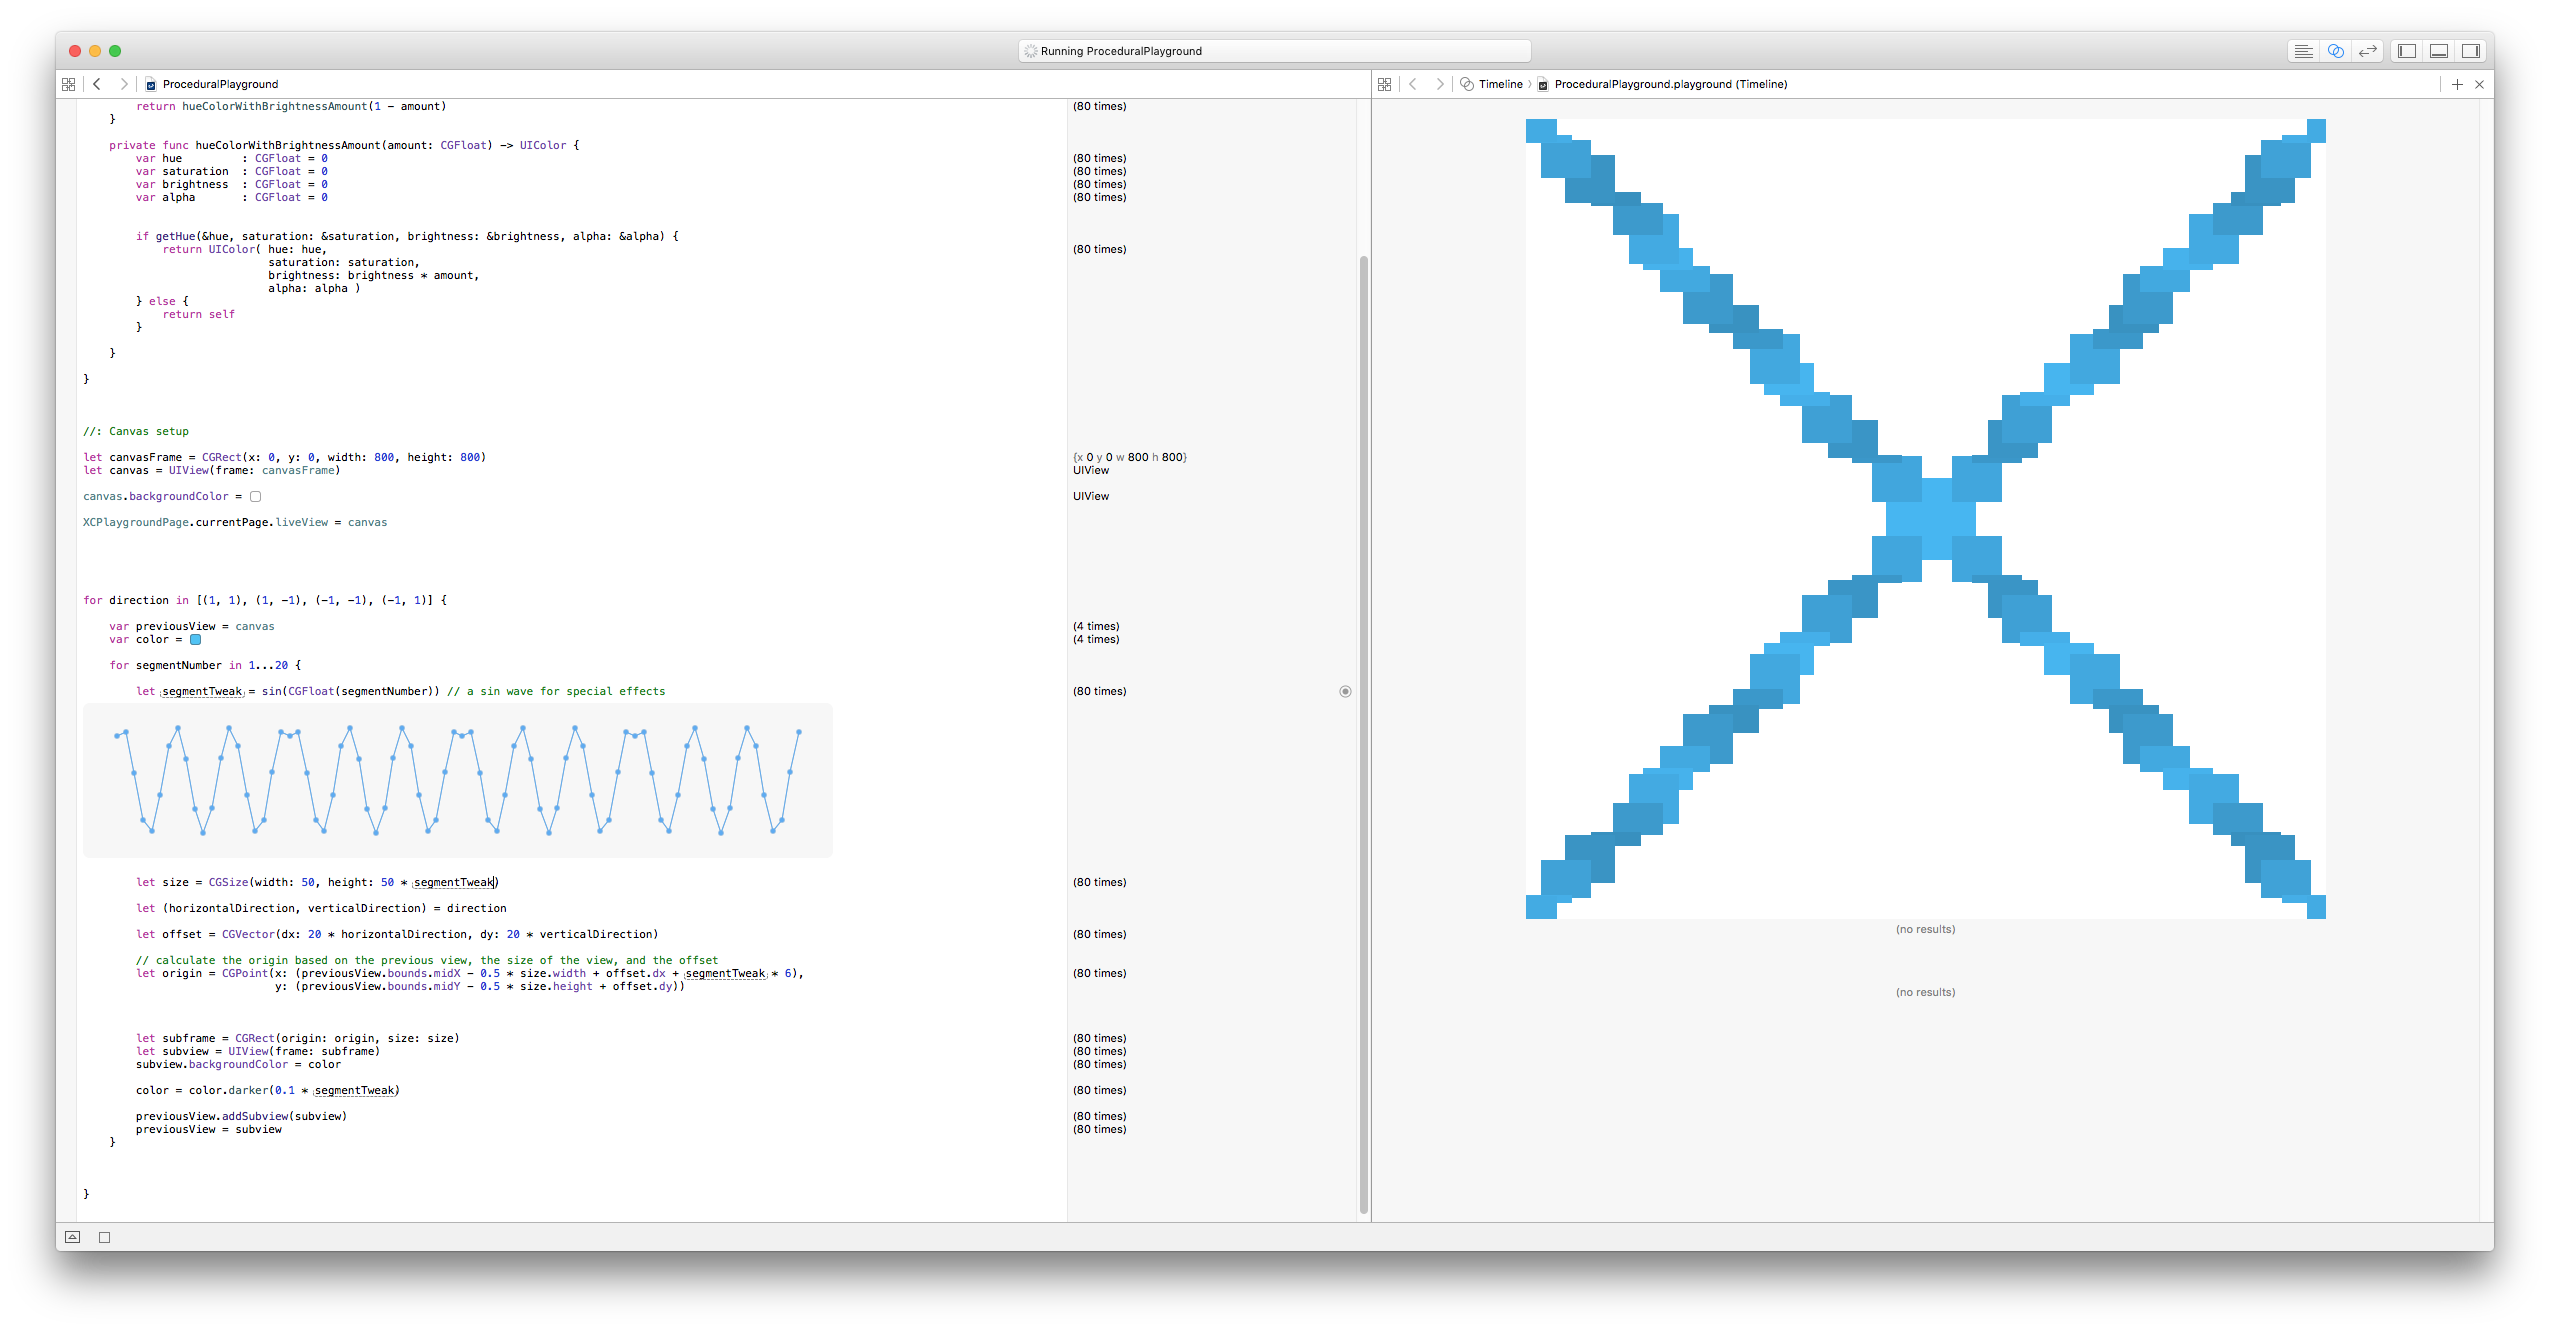 Running ProceduralPlayground
ProceduralPlayground
Timeline
ProceduralPlayground.playground (Timeline)
return hueColorWithBrightnessAmount(1 - amount)
(80 times)
}
private func hueColorWithBrightnessAmount(amount: CGFloat) -> UIColor {
var hue : CGFloat = 0
(80 times)
var saturation : CGFloat = 0
(80 times)
var brightness : CGFloat = 0
(80 times)
var alpha : CGFloat = 0
(80 times)
if getHue(&hue, saturation: &saturation, brightness: &brightness, alpha: &alpha) {
return UIColor( hue: hue,
(80 times)
saturation: saturation,
brightness: brightness * amount,
alpha: alpha )
} else {
return self
}
}
}
//: Canvas setup
let canvasFrame = CGRect(x: 0, y: 0, width: 800, height: 800)
{x 0 y 0 w 800 h 800}
let canvas = UIView(frame: canvasFrame)
UIView
canvas.backgroundColor =
UIView
XCPlaygroundPage.currentPage.liveView = canvas
for direction in [(1, 1), (1, -1), (-1, -1), (-1, 1)] {
var previousView = canvas
(4 times)
var color =
(4 times)
for segmentNumber in 1...20 {
let segmentTweak = sin(CGFloat(segmentNumber)) // a sin wave for special effects
(80 times)
let size = CGSize(width: 50, height: 50 * segmentTweak)
(80 times)
let (horizontalDirection, verticalDirection) = direction
let offset = CGVector(dx: 20 * horizontalDirection, dy: 20 * verticalDirection)
(80 times)
// calculate the origin based on the previous view, the size of the view, and the offset
let origin = CGPoint(x: (previousView.bounds.midX - 0.5 * size.width + offset.dx + segmentTweak * 6),
(80 times)
y: (previousView.bounds.midY - 0.5 * size.height + offset.dy))
let subframe = CGRect(origin: origin, size: size)
(80 times)
let subview = UIView(frame: subframe)
(80 times)
subview.backgroundColor = color
(80 times)
color = color.darker(0.1 * segmentTweak)
(80 times)
previousView.addSubview(subview)
(80 times)
previousView = subview
(80 times)
}
}
(no results)
(no results)